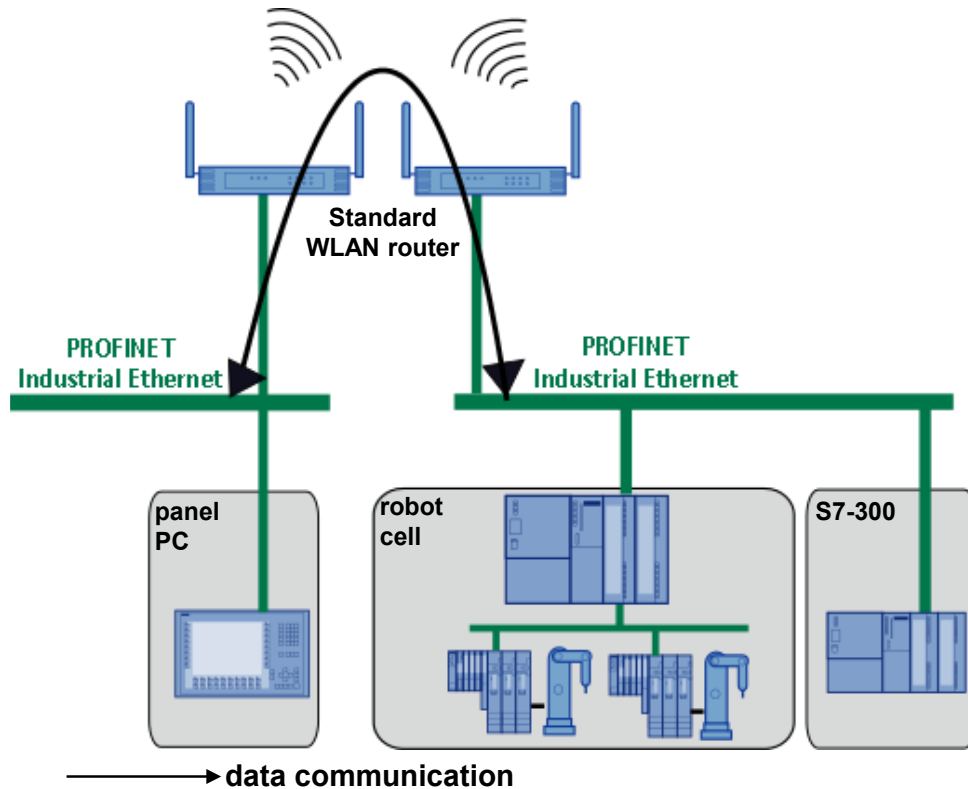 Standard
WLAN router
PROFINET
Industrial Ethernet
PROFINET
Industrial Ethernet
panel
PC
robot
cell
S7-300
data communication